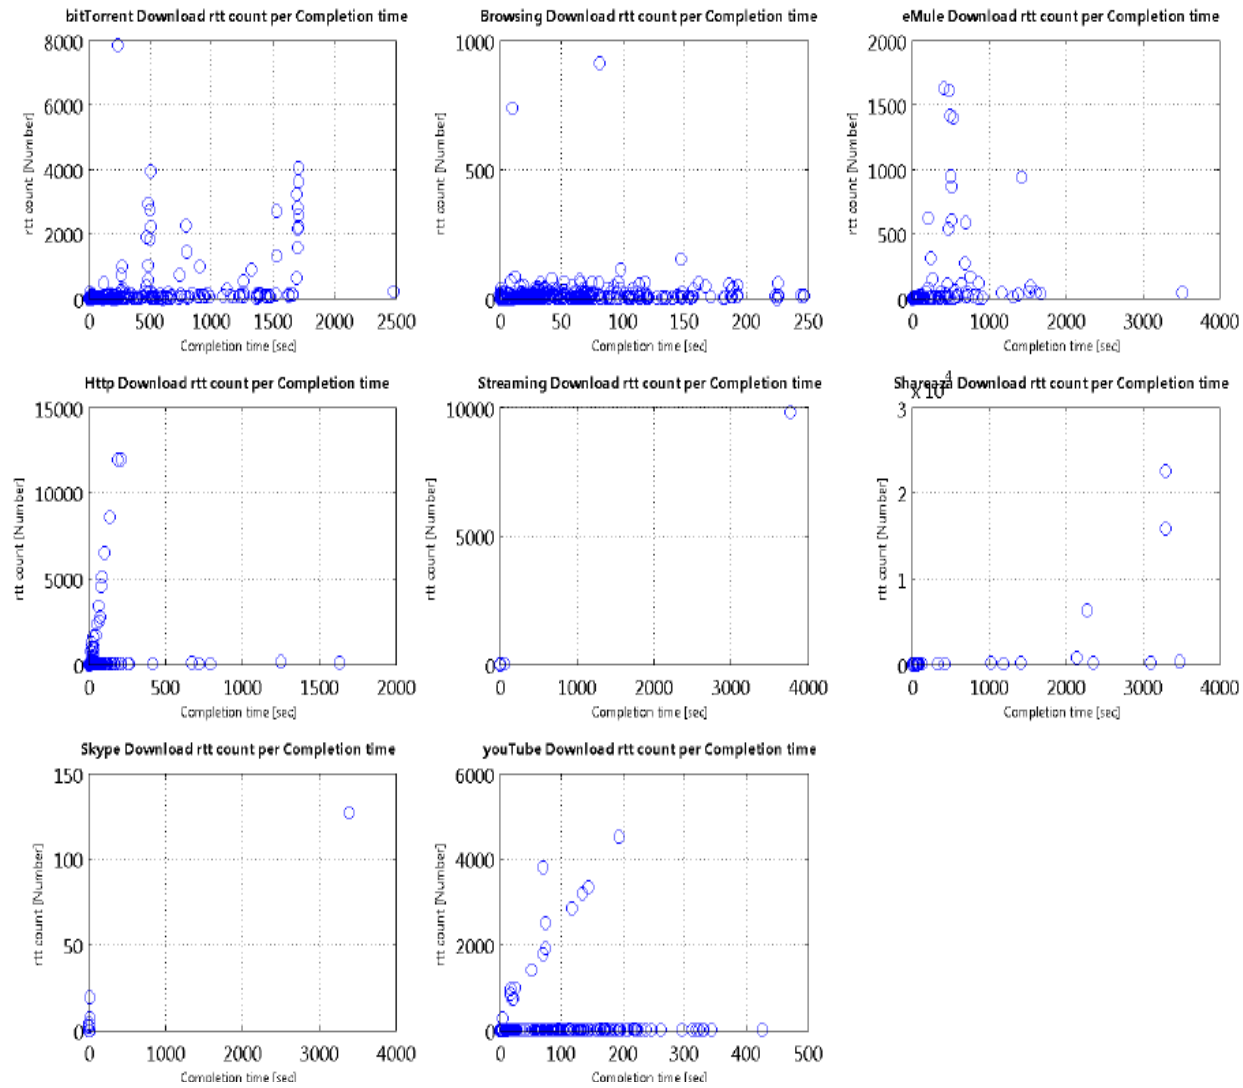 bitTorrent Download rtt count per Completion time
8000
6000
4000
2000
0
rtt count [Number]
0 500 1000 1500 2000 2500
Completion time [sec]
Browsing Download rtt count per Completion time
1000
500
0
rtt count [Number]
0 50 100 150 200 250
Completion time [sec]
eMule Download rtt count per Completion time
2000
1500
1000
500
0
rtt count [Number]
0 1000 2000 3000 4000
Completion time [sec]
Http Download rtt count per Completion time
15000
10000
5000
0
rtt count [Number]
0 500 1000 1500 2000
Completion time [sec]
Streaming Download rtt count per Completion time
10000
5000
0
rtt count [Number]
0 1000 2000 3000 4000
Completion time [sec]
Shareaza Download rtt count per Completion time
x 10^4
3
2
1
0
rtt count [Number]
0 1000 2000 3000 4000
Completion time [sec]
Skype Download rtt count per Completion time
150
100
50
0
rtt count [Number]
0 1000 2000 3000 4000
Completion time [sec]
youTube Download rtt count per Completion time
6000
4000
2000
0
rtt count [Number]
0 100 200 300 400 500
Completion time [sec]